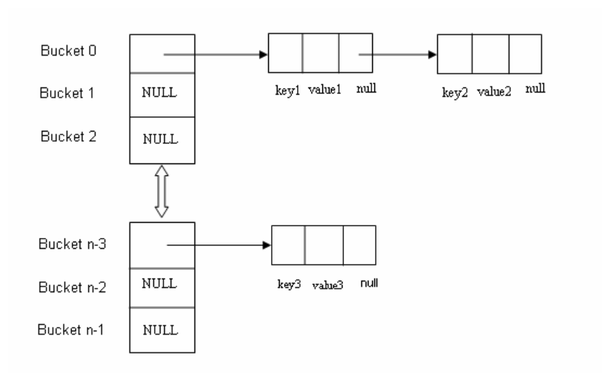 Bucket 0
Bucket 1 NULL
key1 value1 null key2 value2 null
Bucket 2 NULL
Bucket n-3
Bucket n-2 NULL
key3 value3 null
Bucket n-1 NULL